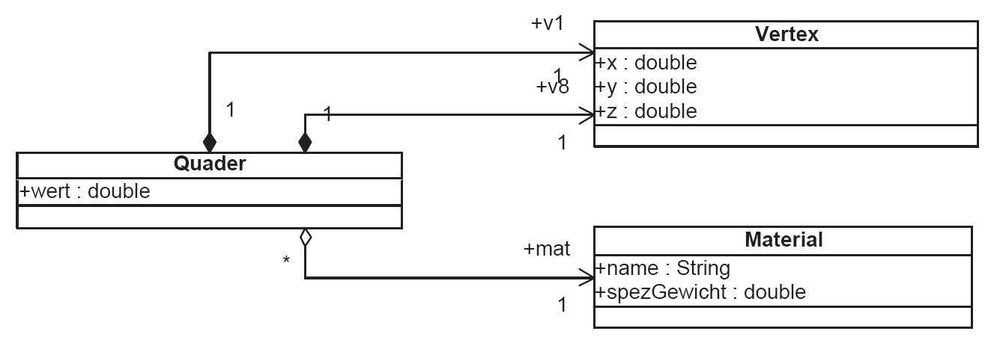 +v1
Vertex
+x : double
1
+v8
+y : double
1
1
+z : double
1
Quader
+wert : double
Material
*
+mat
+name : String
1
+spezGewicht : double